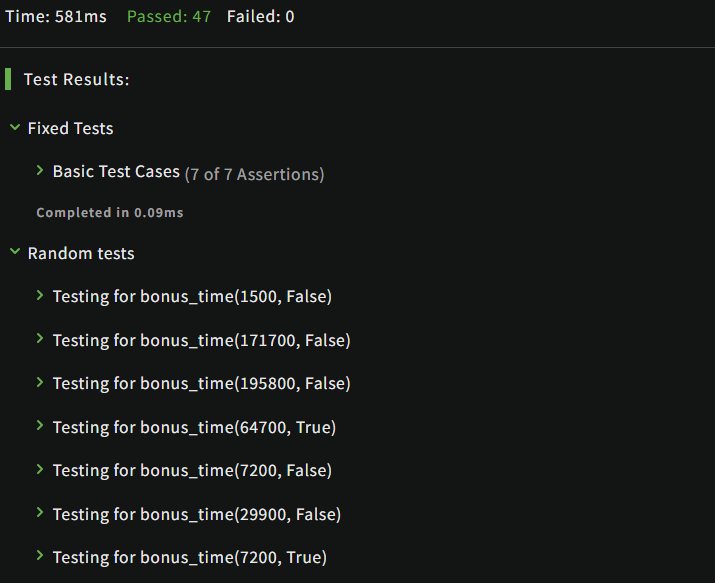 Time: 581ms Passed: 47 Failed: 0
Test Results:
Fixed Tests
Basic Test Cases (7 of 7 Assertions)
Completed in 0.09ms
Random tests
Testing for bonus_time(1500, False)
Testing for bonus_time(171700, False)
Testing for bonus_time(195800, False)
Testing for bonus_time(64700, True)
Testing for bonus_time(7200, False)
Testing for bonus_time(29900, False)
Testing for bonus_time(7200, True)